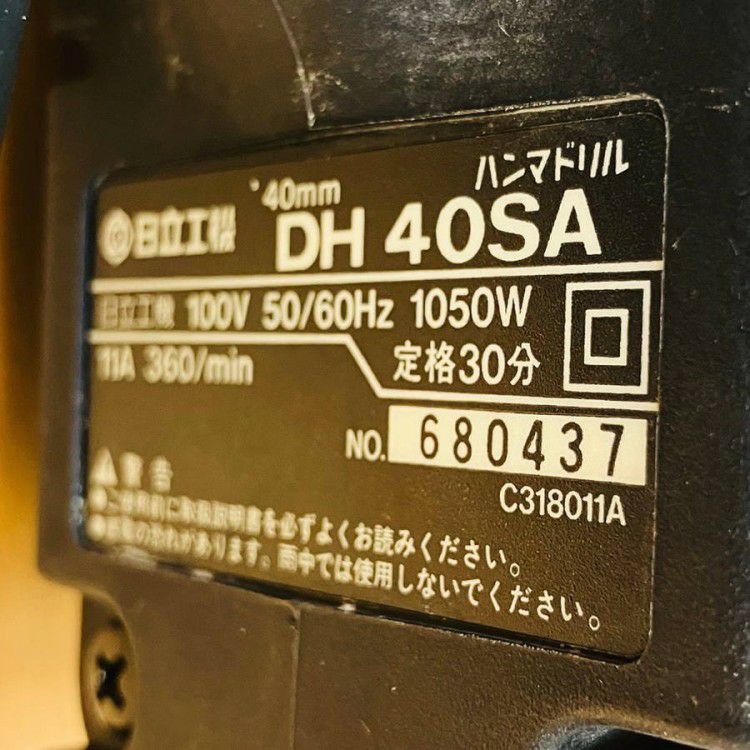 ハンマドリル
日立工機 40mm DH 40SA
日立工機 100V 50/60Hz 1050W
11A 360/min 定格30分
NO. 680437
C318011A
警告
●ご使用前に取扱説明書を必ずよくお読みください。
●感電の恐れがあります。雨中では使用しないでください。